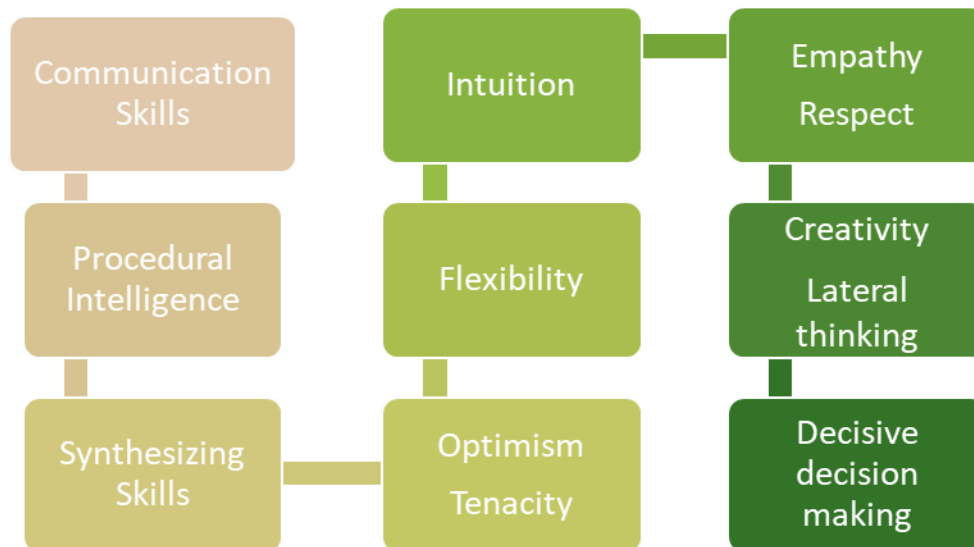 Communication
Skills
Procedural
Intelligence
Synthesizing
Skills
Optimism
Tenacity
Flexibility
Intuition
Empathy
Respect
Creativity
Lateral
thinking
Decisive
decision
making